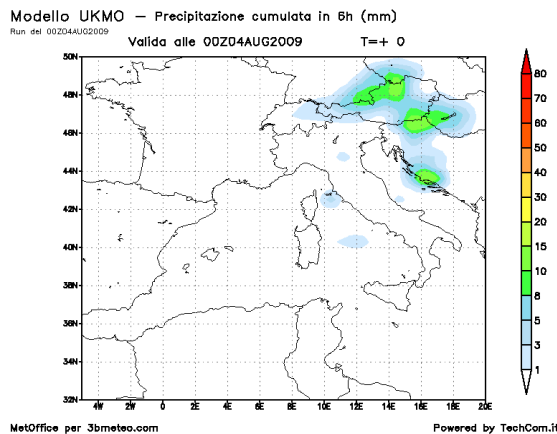 Modello UKMO – Precipitazione cumulata in 6h (mm)
Run del 00Z04AUG2009
Valida alle 00Z04AUG2009 T=+ 0
50N
48N
46N
44N
42N
40N
38N
36N
34N
32N
4W 2W 0 2E 4E 6E 8E 10E 12E 14E 16E 18E 20E
80
70
60
50
40
30
20
15
10
8
5
3
1
MetOffice per 3bmeteo.com Powered by TechCom.it